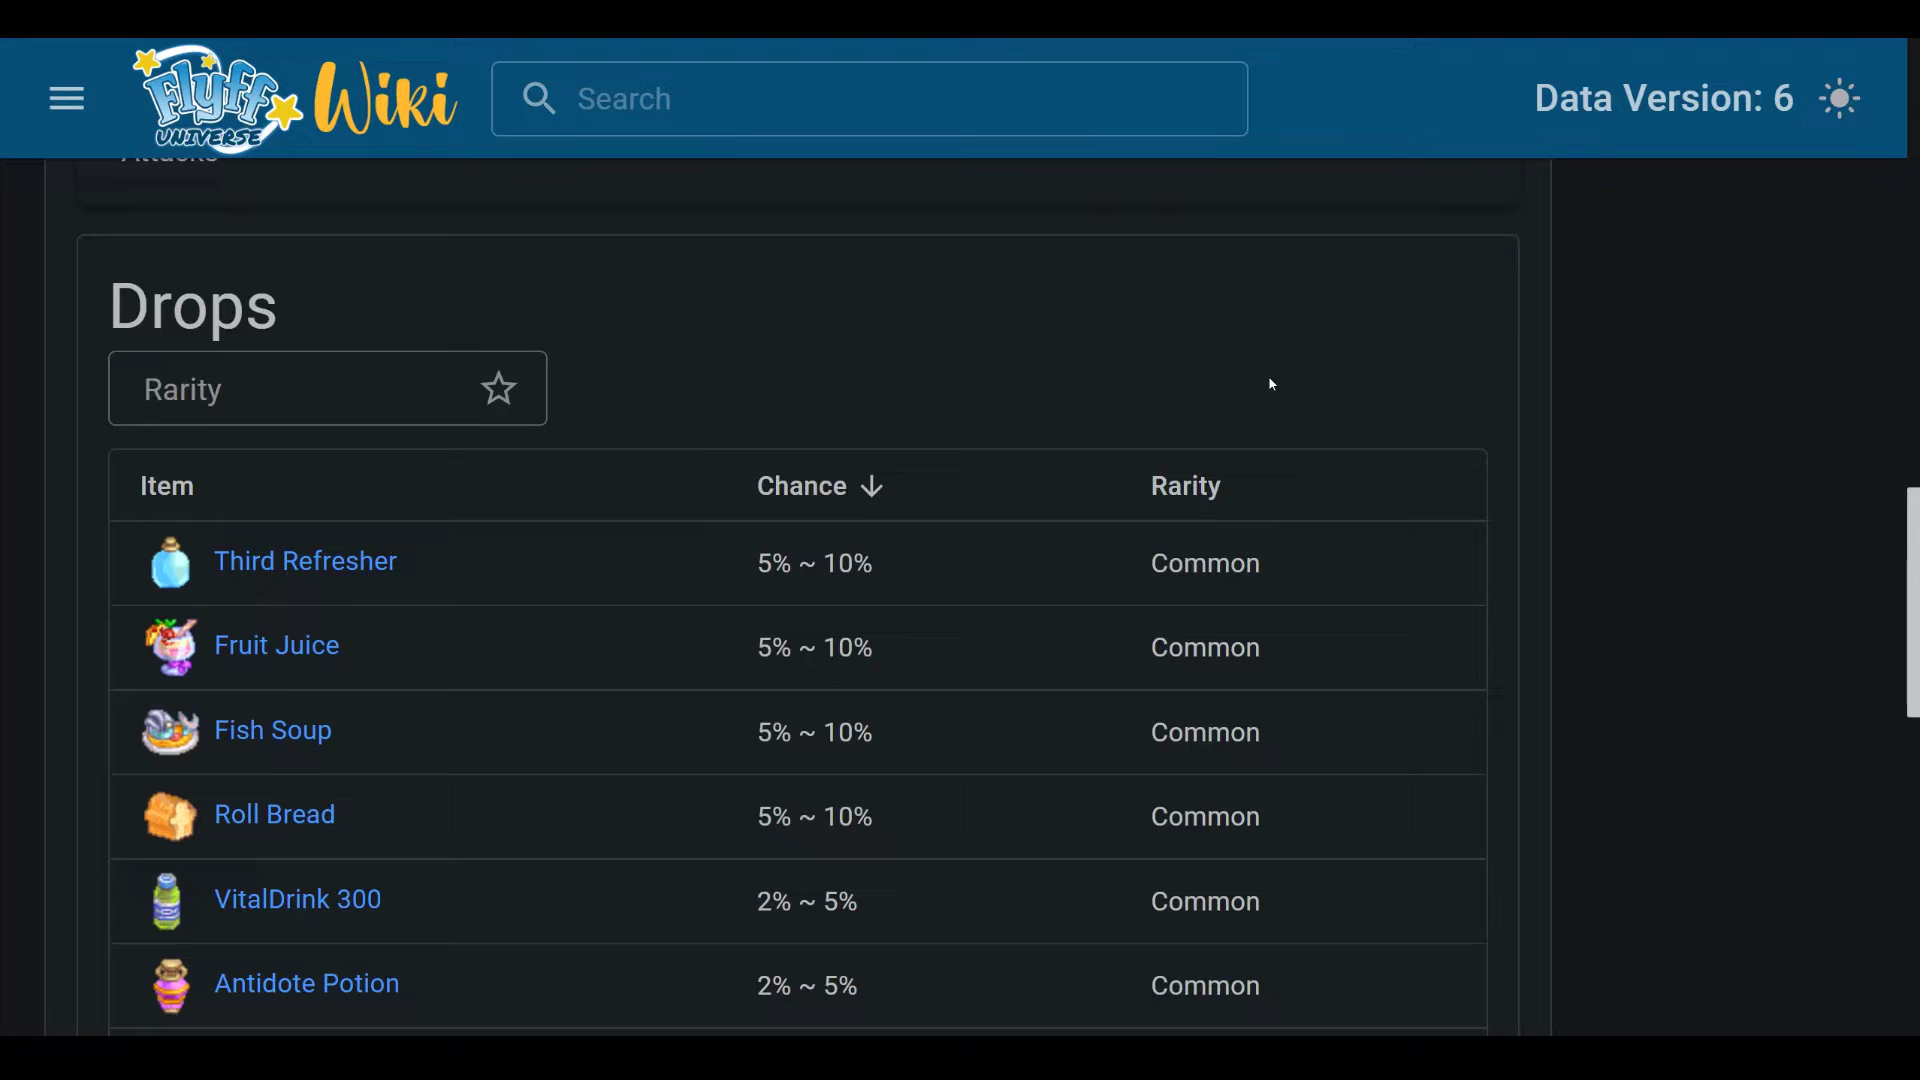 Flyff
UNIVERSE
Wiki
Search
Data Version: 6
Attacks
Drops
Rarity
Item Chance Rarity
Third Refresher 5% ~ 10% Common
Fruit Juice 5% ~ 10% Common
Fish Soup 5% ~ 10% Common
Roll Bread 5% ~ 10% Common
VitalDrink 300 2% ~ 5% Common
Antidote Potion 2% ~ 5% Common